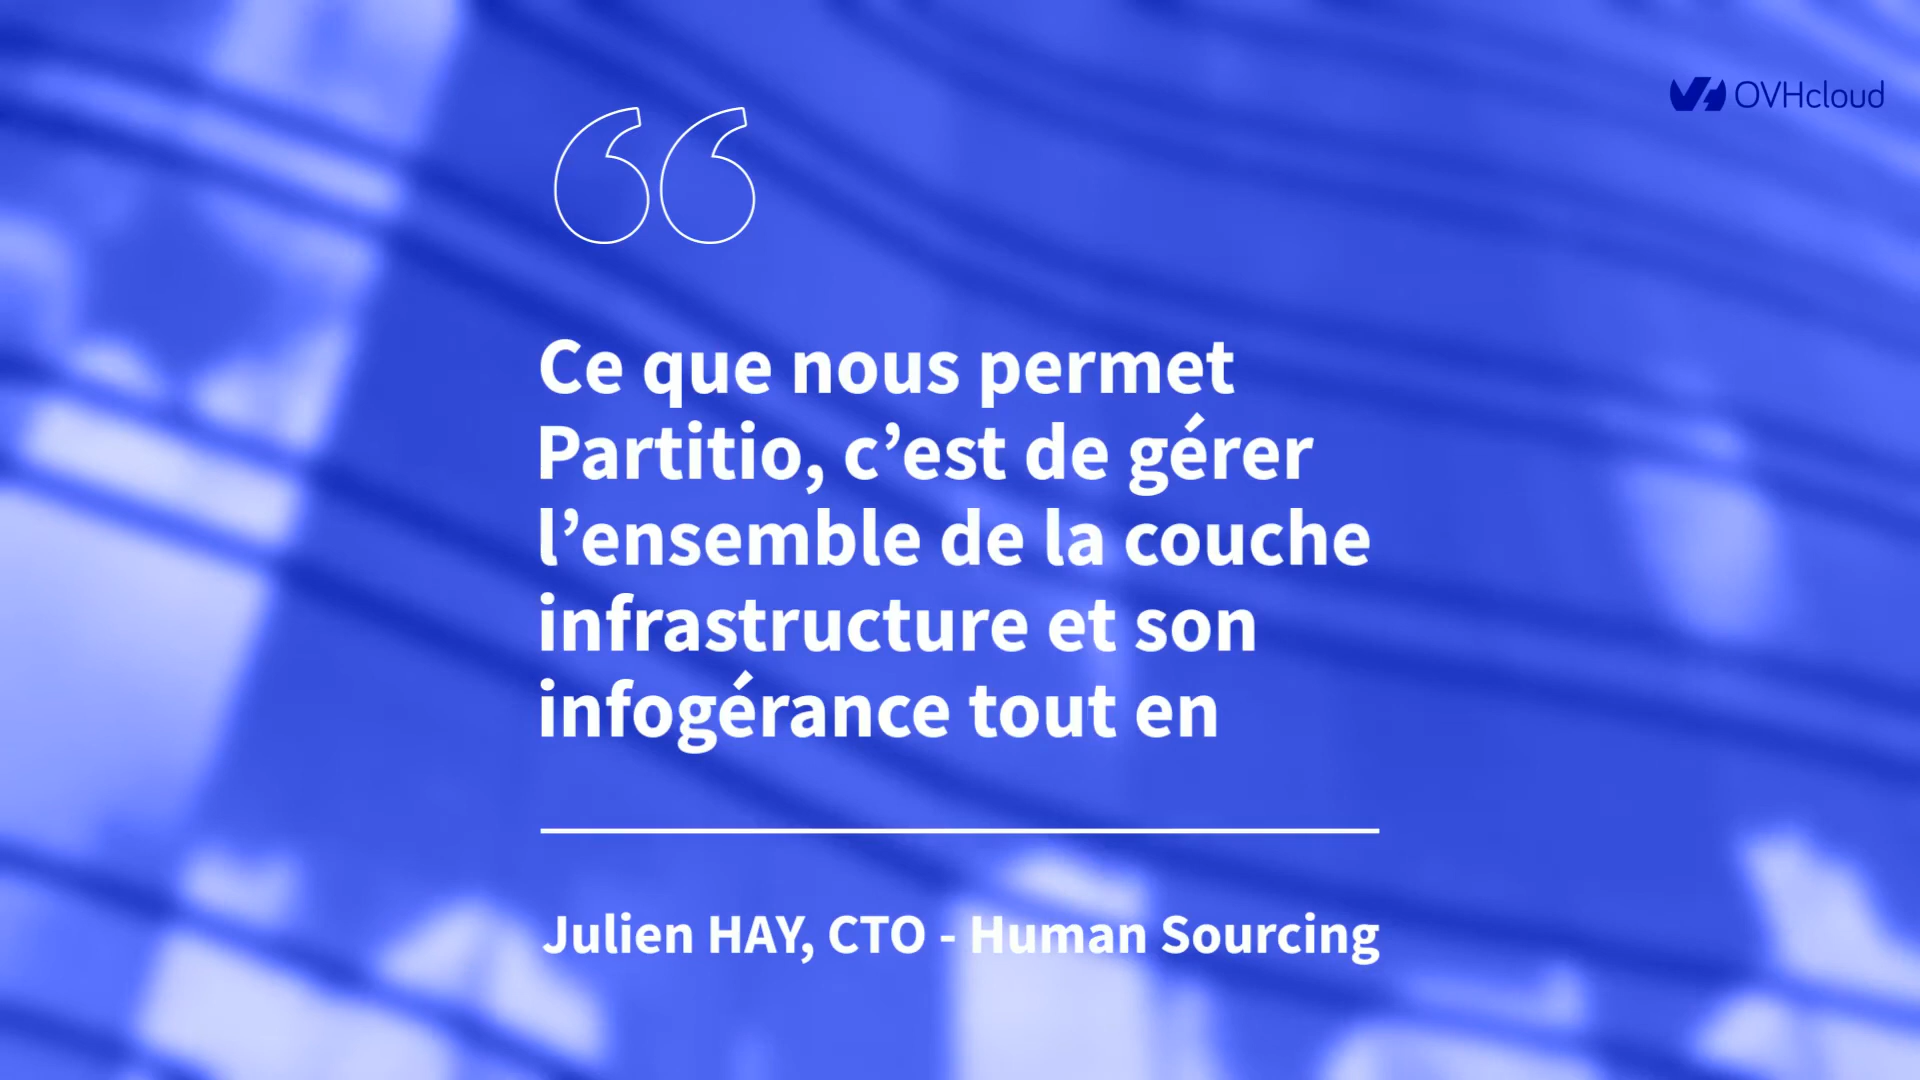 OVHcloud
“
Ce que nous permet
Partitio, c’est de gérer
l’ensemble de la couche
infrastructure et son
infogérance tout en
Julien HAY, CTO - Human Sourcing